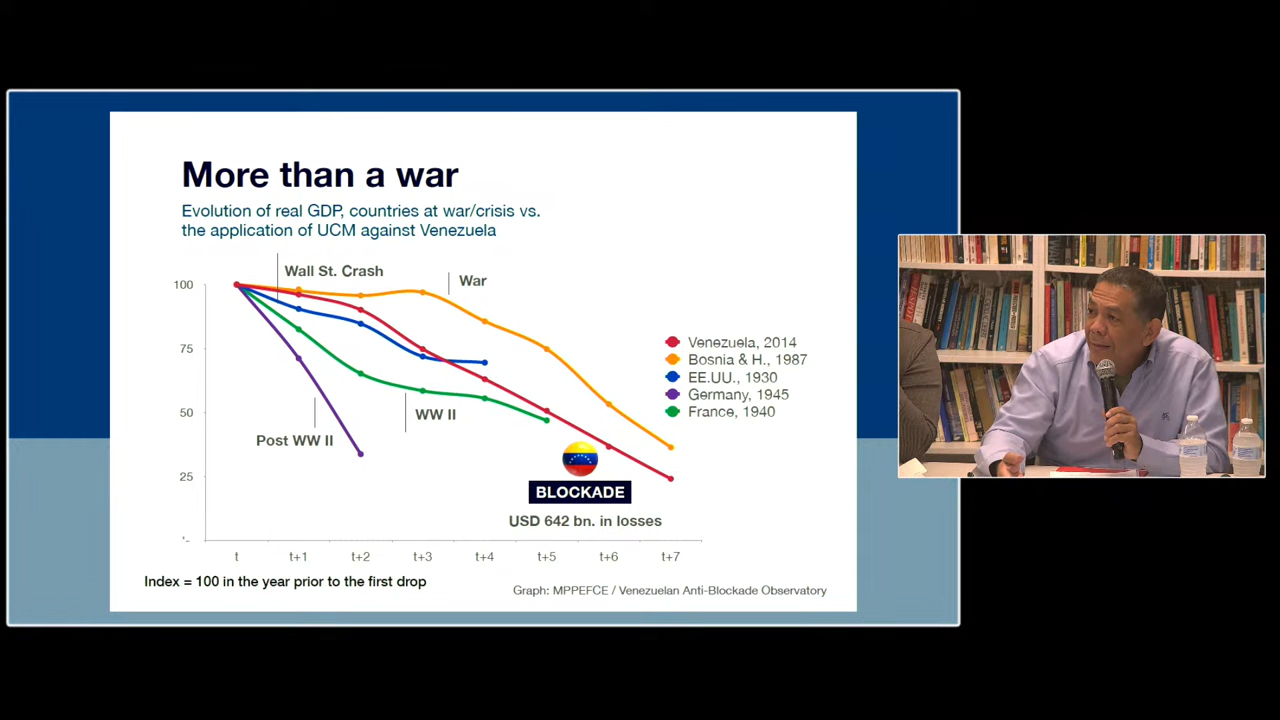 More than a war
Evolution of real GDP, countries at war/crisis vs.
the application of UCM against Venezuela
Wall St. Crash
War
100
75
50
25
-
Venezuela, 2014
Bosnia & H., 1987
EE.UU., 1930
Germany, 1945
France, 1940
WW II
Post WW II
BLOCKADE
USD 642 bn. in losses
t
t+1
t+2
t+3
t+4
t+5
t+6
t+7
Index = 100 in the year prior to the first drop
Graph: MPPEFCE / Venezuelan Anti-Blockade Observatory